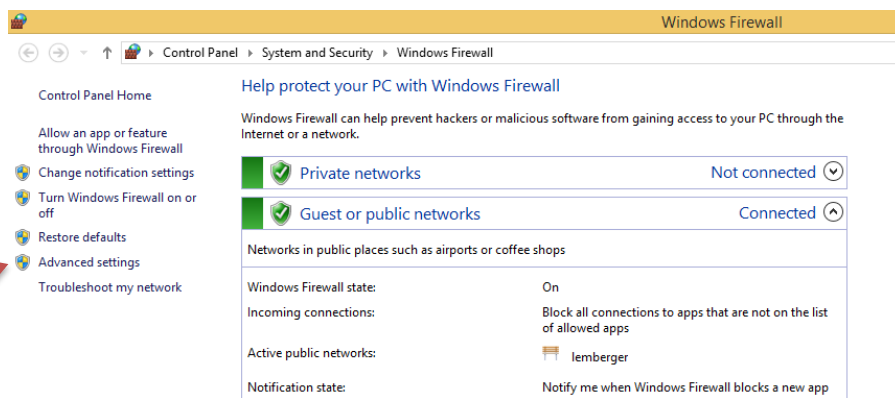 Windows Firewall
Control Panel System and Security Windows Firewall
Control Panel Home
Allow an app or feature
through Windows Firewall
Change notification settings
Turn Windows Firewall on or
off
Restore defaults
Advanced settings
Troubleshoot my network
Help protect your PC with Windows Firewall
Windows Firewall can help prevent hackers or malicious software from gaining access to your PC through the
Internet or a network.
Private networks Not connected
Guest or public networks Connected
Networks in public places such as airports or coffee shops
Windows Firewall state: On
Incoming connections: Block all connections to apps that are not on the list
of allowed apps
Active public networks: lemberger
Notification state: Notify me when Windows Firewall blocks a new app